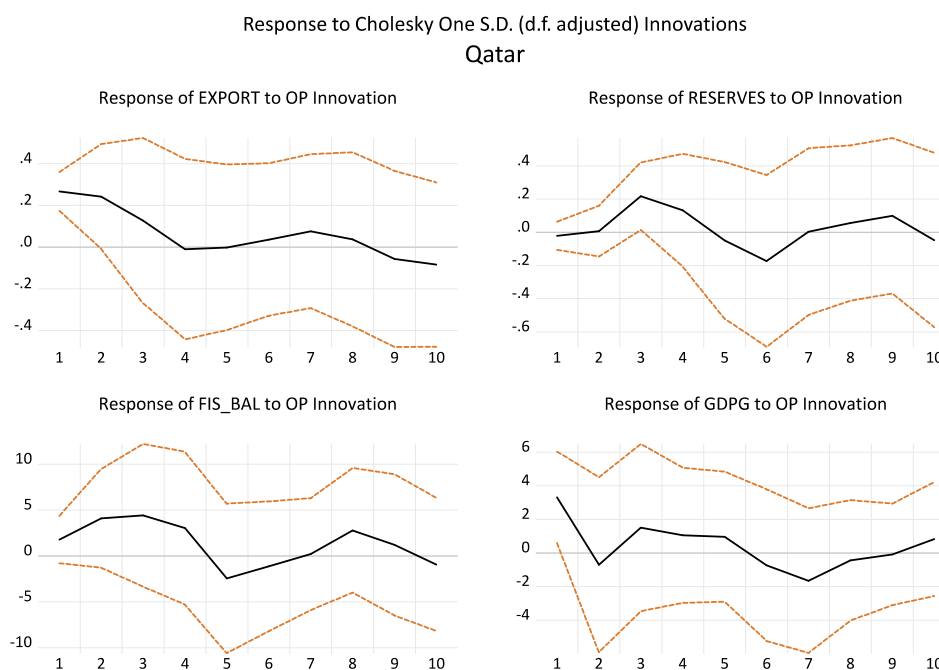 Response to Cholesky One S.D. (d.f. adjusted) Innovations
Qatar
Response of EXPORT to OP Innovation
.4
.2
.0
-.2
-.4
1 2 3 4 5 6 7 8 9 10
Response of RESERVES to OP Innovation
.4
.2
.0
-.2
-.4
-.6
1 2 3 4 5 6 7 8 9 10
Response of FIS_BAL to OP Innovation
10
5
0
-5
-10
1 2 3 4 5 6 7 8 9 10
Response of GDPG to OP Innovation
6
4
2
0
-2
-4
1 2 3 4 5 6 7 8 9 10